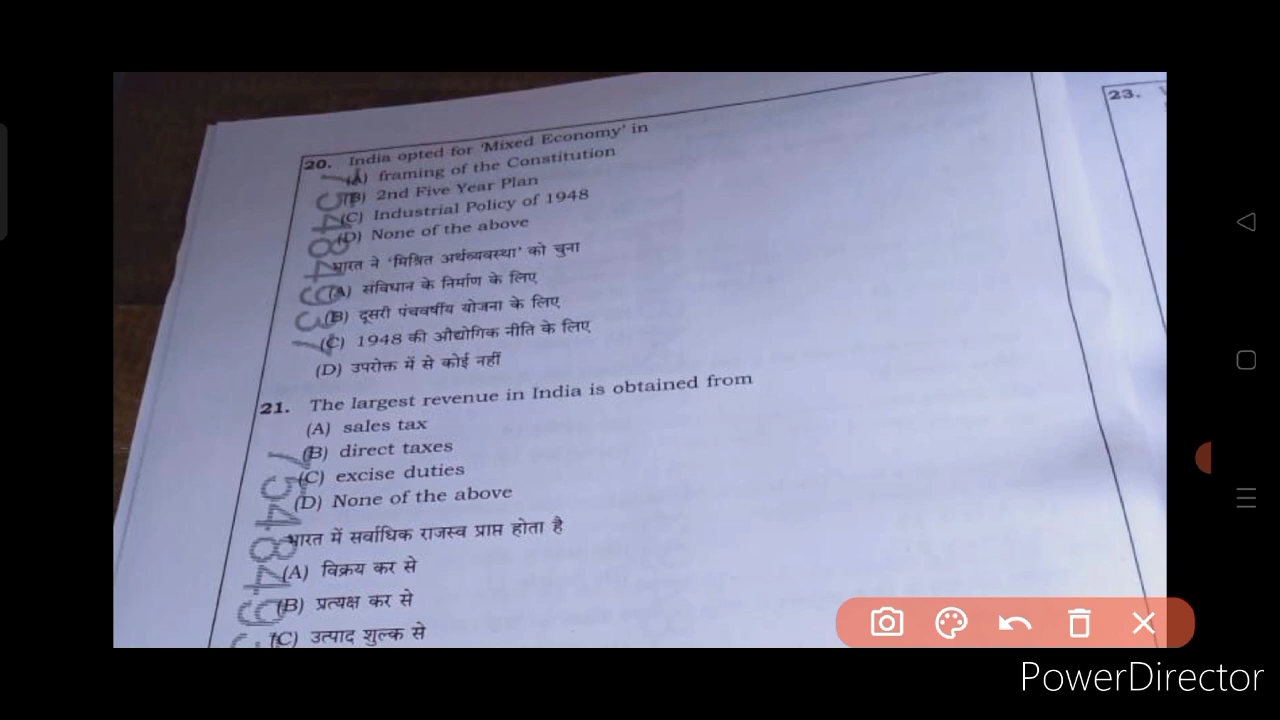 20. India opted for 'Mixed Economy' in
(A) framing of the Constitution
(B) 2nd Five Year Plan
(C) Industrial Policy of 1948
(D) None of the above
भारत ने 'मिश्रित अर्थव्यवस्था' को चुना
(A) संविधान के निर्माण के लिए
(B) दूसरी पंचवर्षीय योजना के लिए
(C) 1948 की औद्योगिक नीति के लिए
(D) उपरोक्त में से कोई नहीं
75484937
21. The largest revenue in India is obtained from
(A) sales tax
(B) direct taxes
(C) excise duties
(D) None of the above
भारत में सर्वाधिक राजस्व प्राप्त होता है
(A) विक्रय कर से
(B) प्रत्यक्ष कर से
(C) उत्पाद शुल्क से
754849
23.
PowerDirector